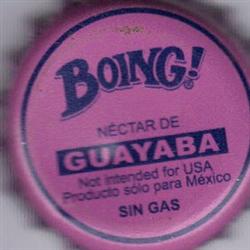 BOING!®
NÉCTAR DE
GUAYABA
Not intended for USA
Producto sólo para México
SIN GAS